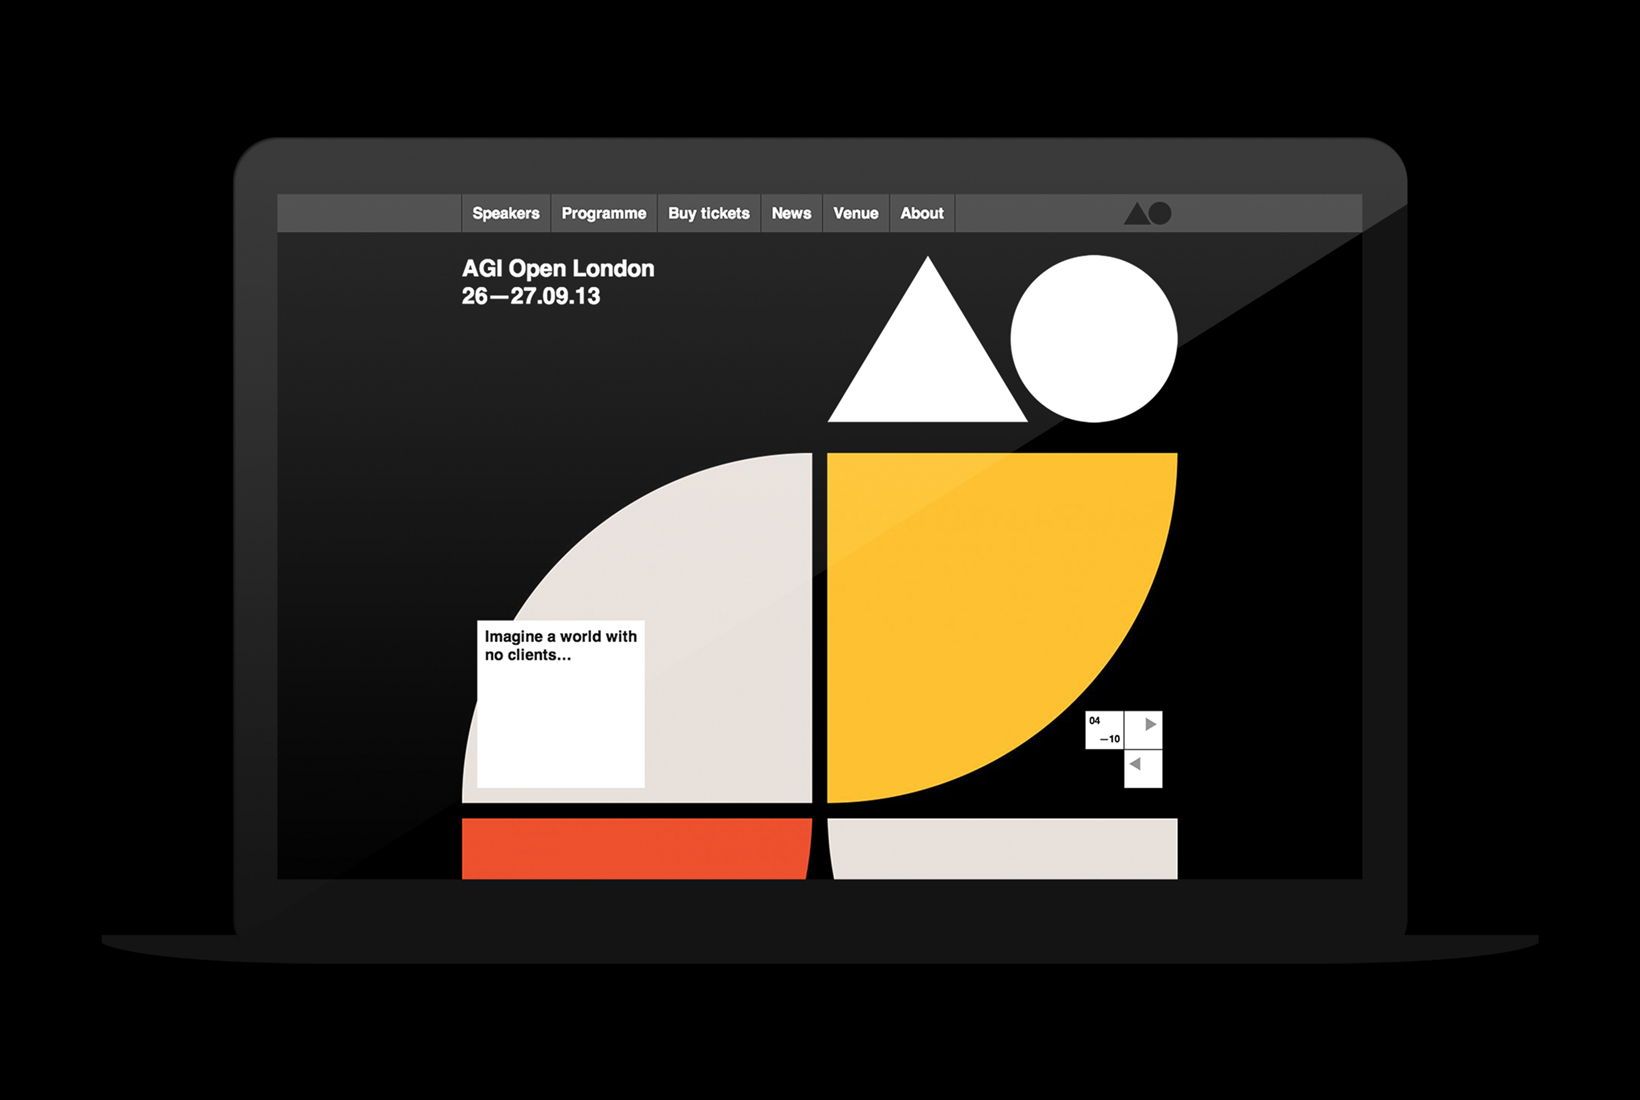 Speakers Programme Buy tickets News Venue About
AGI Open London
26—27.09.13
Imagine a world with
no clients...
04
—10